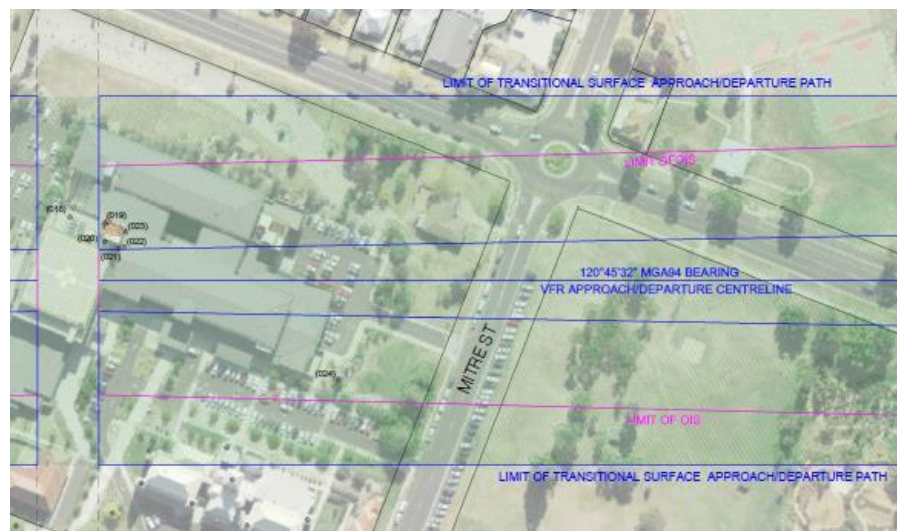 LIMIT OF TRANSITIONAL SURFACE APPROACH/DEPARTURE PATH
LIMIT OF OIS
(019)
(023)
(020)
(022)
(021)
120°45'32" MGA94 BEARING
VFR APPROACH/DEPARTURE CENTRELINE
MITRE ST
(024)
LIMIT OF OIS
LIMIT OF TRANSITIONAL SURFACE APPROACH/DEPARTURE PATH